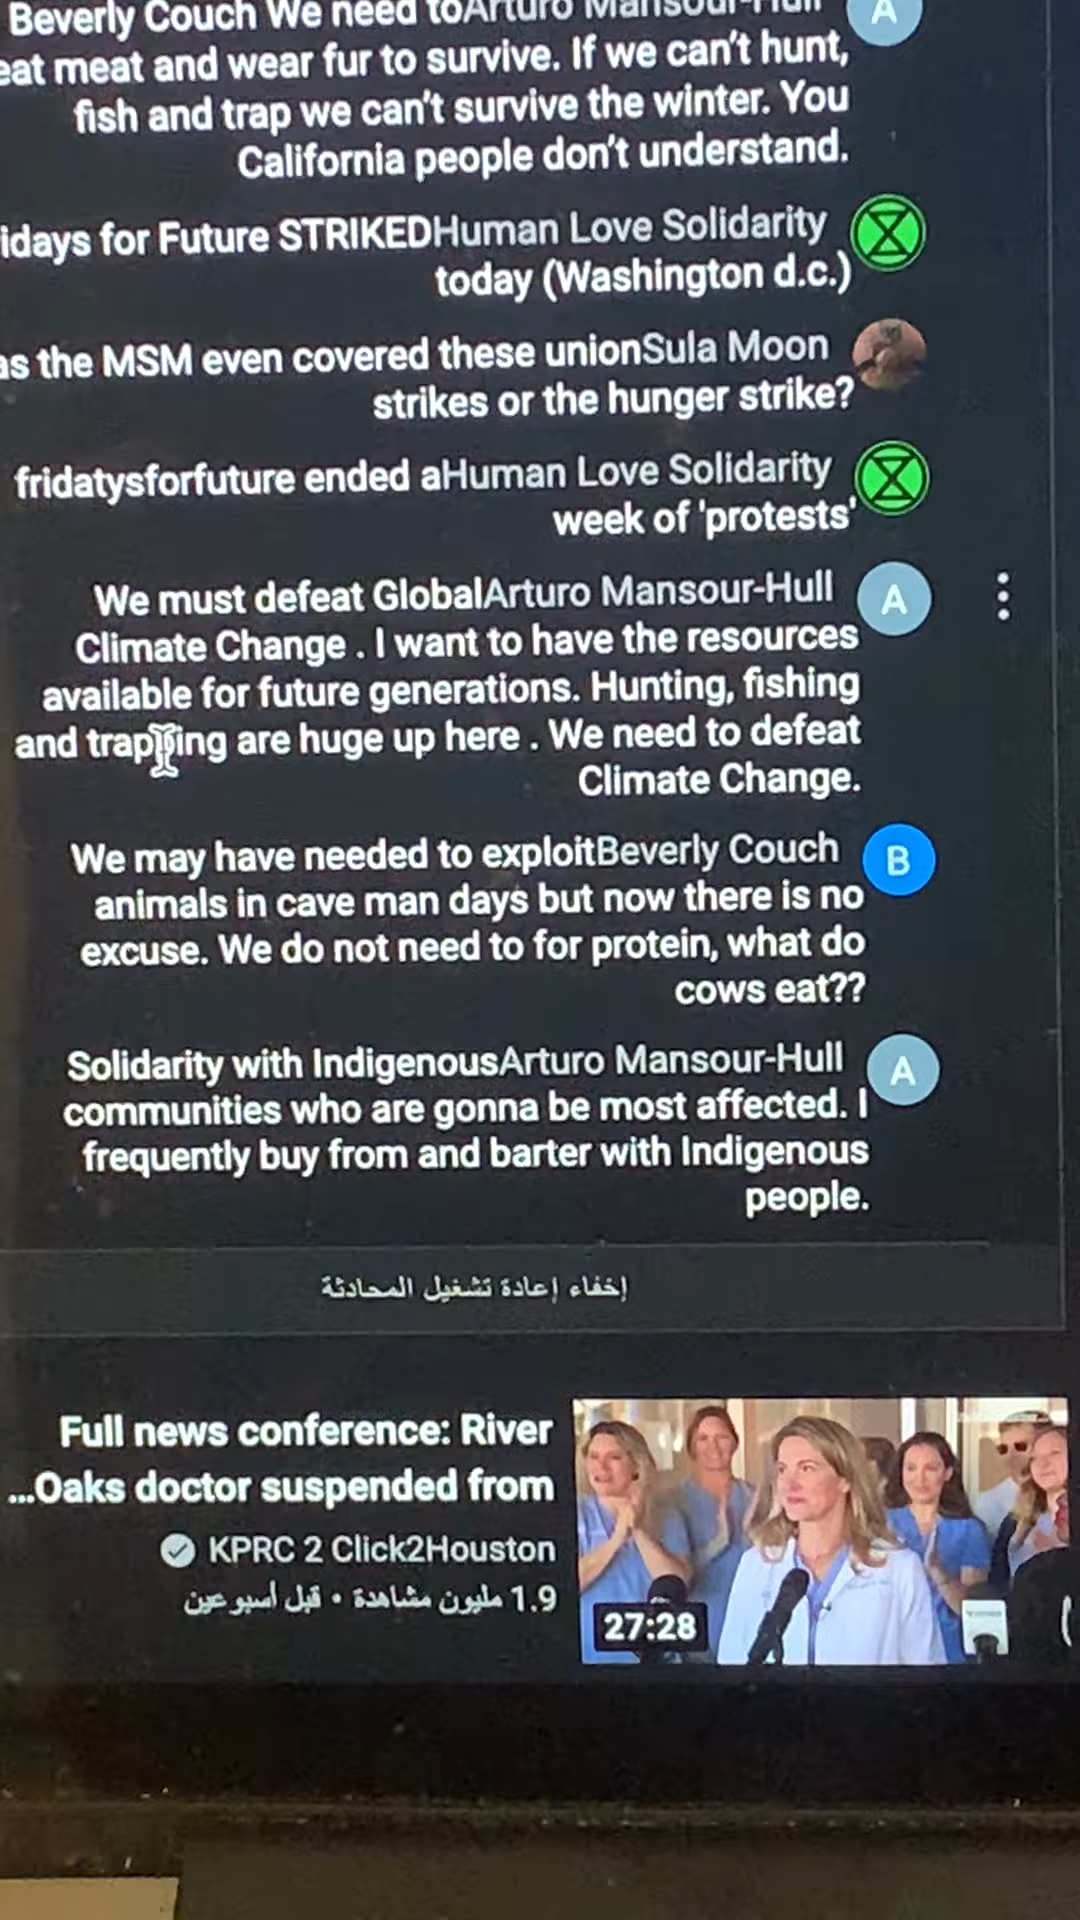 Beverly Couch We need toArturo Mansour-Hull
eat meat and wear fur to survive. If we can't hunt,
fish and trap we can't survive the winter. You
California people don't understand.
A
idays for Future STRIKEDHuman Love Solidarity
today (Washington d.c.)
as the MSM even covered these unionSula Moon
strikes or the hunger strike?
fridatysforfuture ended aHuman Love Solidarity
week of 'protests'
We must defeat GlobalArturo Mansour-Hull
A
Climate Change . I want to have the resources
available for future generations. Hunting, fishing
and trapping are huge up here . We need to defeat
Climate Change.
We may have needed to exploitBeverly Couch
B
animals in cave man days but now there is no
excuse. We do not need to for protein, what do
cows eat??
Solidarity with IndigenousArturo Mansour-Hull
A
communities who are gonna be most affected. I
frequently buy from and barter with Indigenous
people.
إخفاء إعادة تشغيل المحادثة
Full news conference: River
...Oaks doctor suspended from
KPRC 2 Click2Houston
1.9 مليون مشاهدة • قبل أسبوعين
27:28